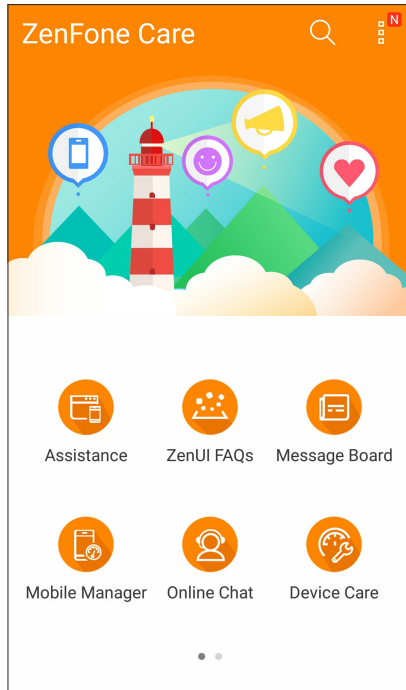 ZenFone Care
N
Assistance
ZenUI FAQs
Message Board
Mobile Manager
Online Chat
Device Care